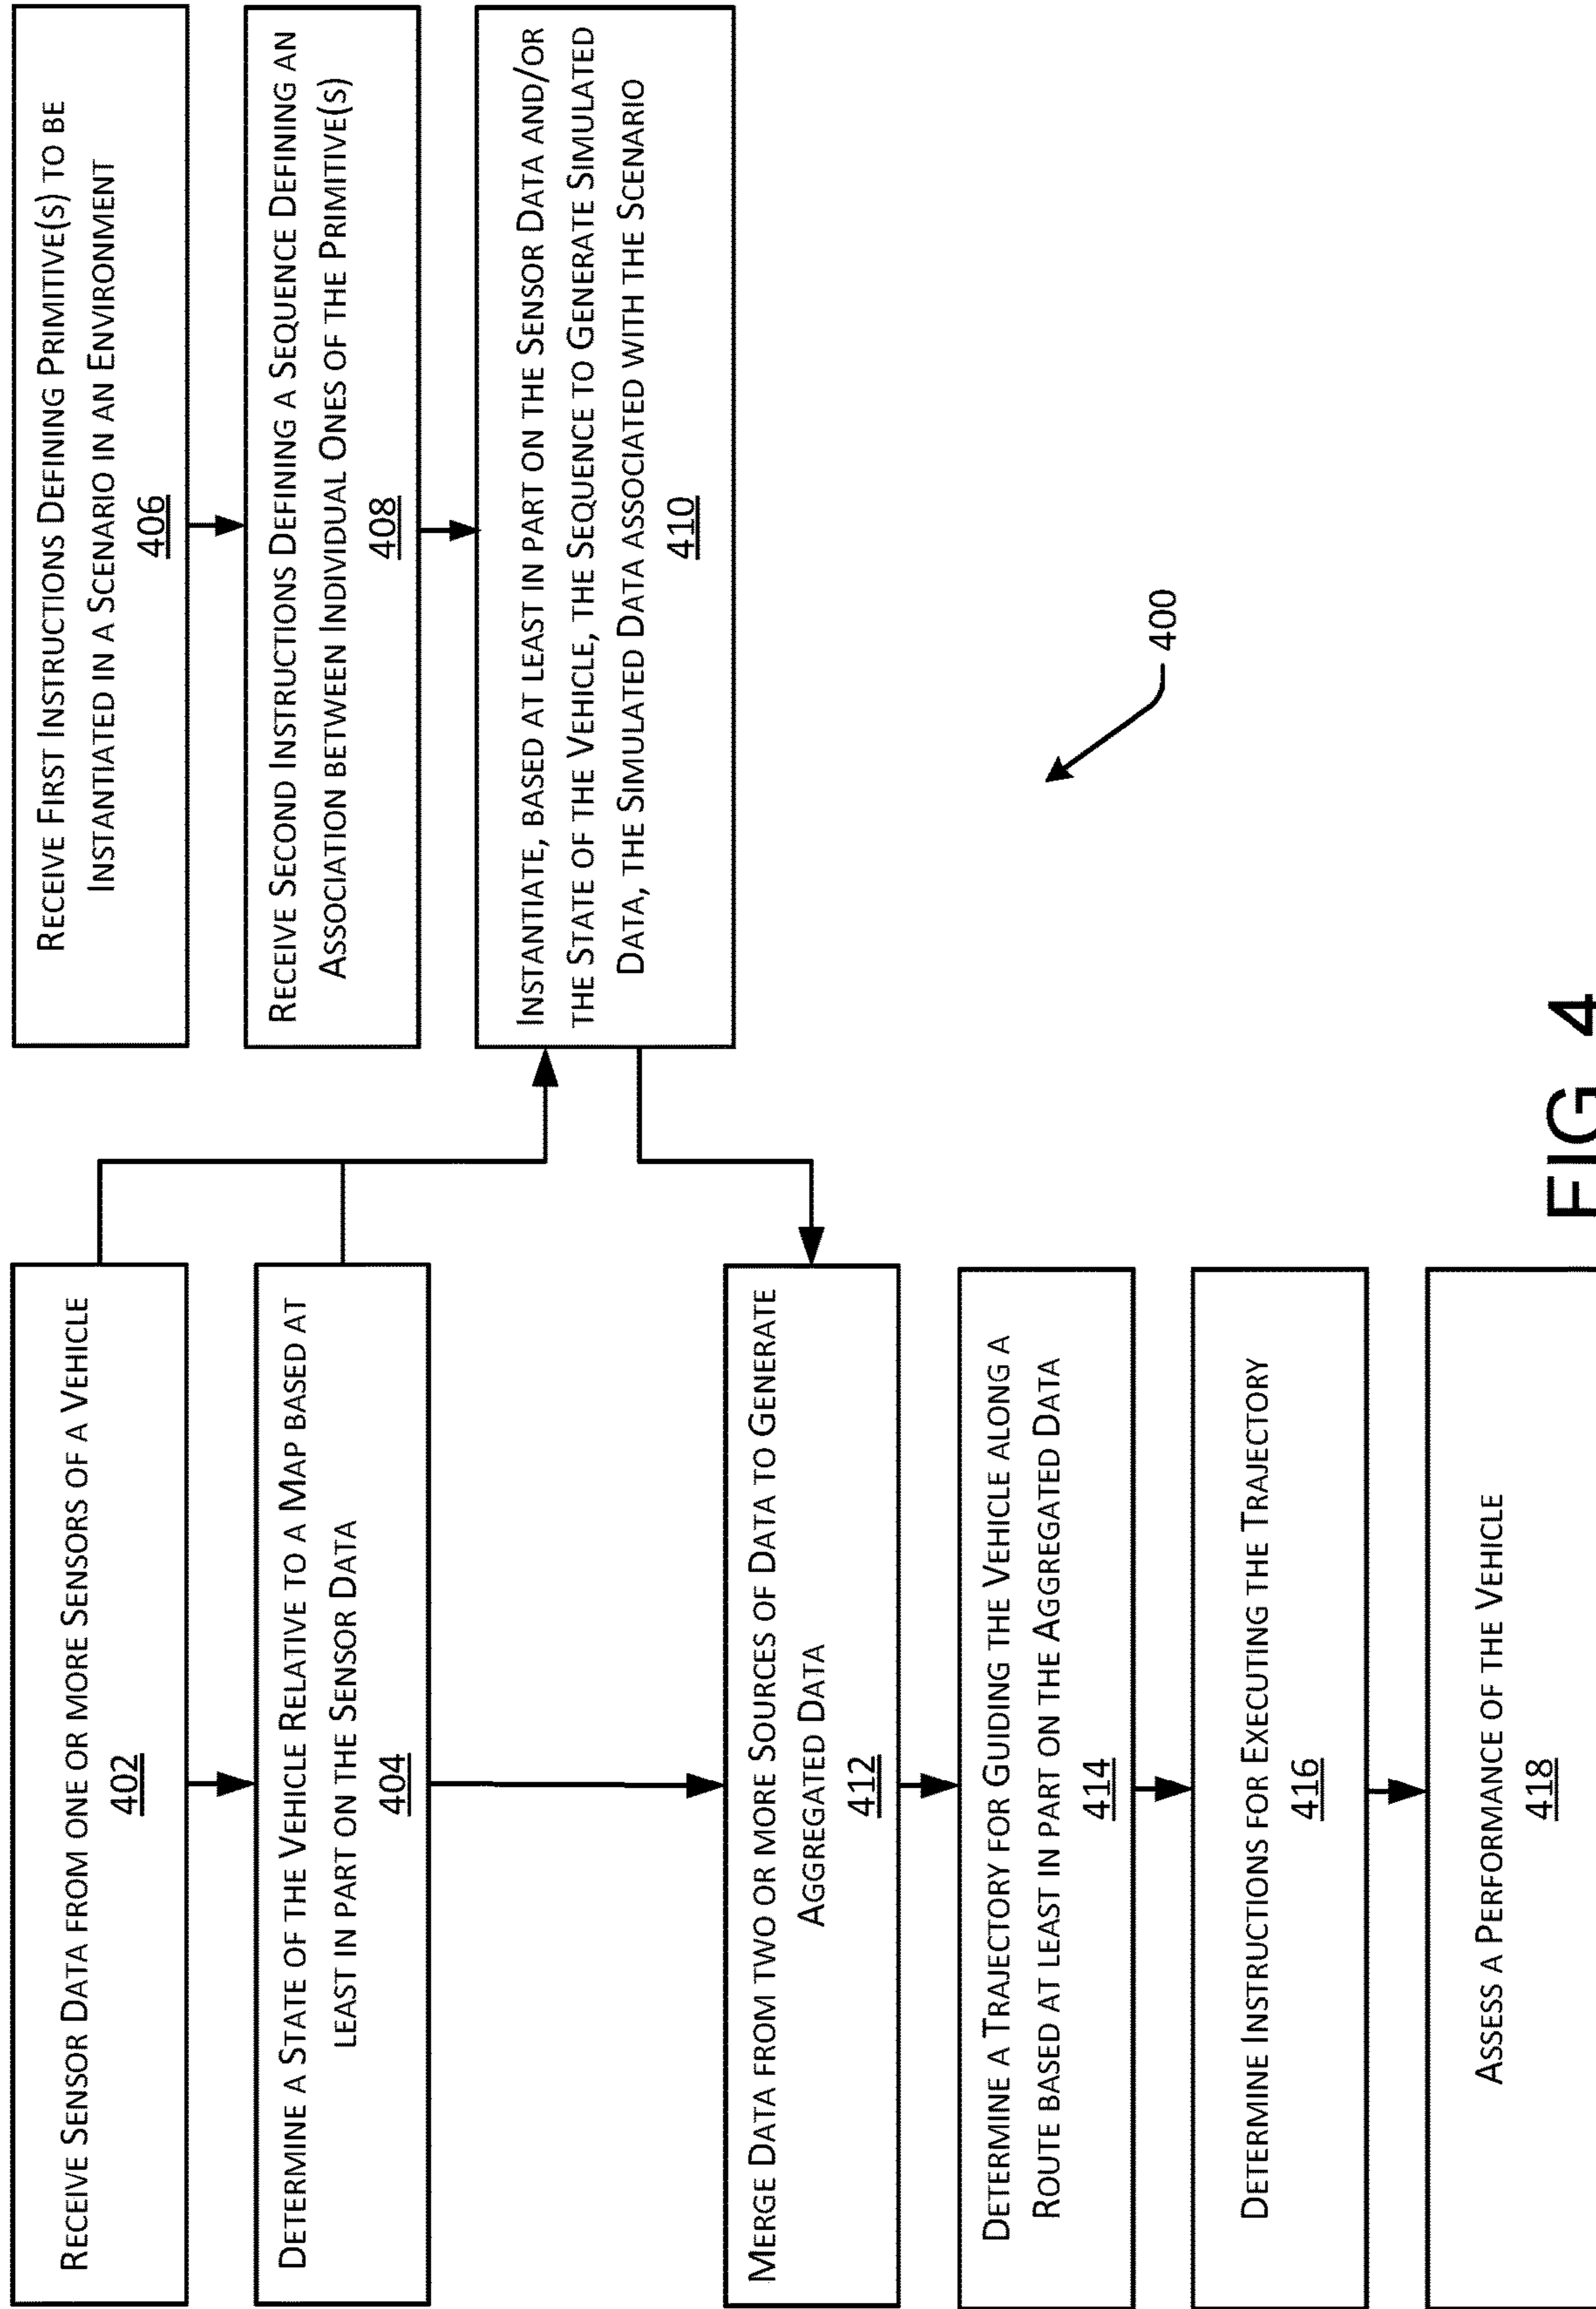 RECEIVE SENSOR DATA FROM ONE OR MORE SENSORS OF A VEHICLE
402
DETERMINE A STATE OF THE VEHICLE RELATIVE TO A MAP BASED AT
LEAST IN PART ON THE SENSOR DATA
404
RECEIVE FIRST INSTRUCTIONS DEFINING PRIMITIVE(S) TO BE
INSTANTIATED IN A SCENARIO IN AN ENVIRONMENT
406
RECEIVE SECOND INSTRUCTIONS DEFINING A SEQUENCE DEFINING AN
ASSOCIATION BETWEEN INDIVIDUAL ONES OF THE PRIMITIVE(S)
408
INSTANTIATE, BASED AT LEAST IN PART ON THE SENSOR DATA AND/OR
THE STATE OF THE VEHICLE, THE SEQUENCE TO GENERATE SIMULATED
DATA, THE SIMULATED DATA ASSOCIATED WITH THE SCENARIO
410
MERGE DATA FROM TWO OR MORE SOURCES OF DATA TO GENERATE
AGGREGATED DATA
412
DETERMINE A TRAJECTORY FOR GUIDING THE VEHICLE ALONG A
ROUTE BASED AT LEAST IN PART ON THE AGGREGATED DATA
414
DETERMINE INSTRUCTIONS FOR EXECUTING THE TRAJECTORY
416
ASSESS A PERFORMANCE OF THE VEHICLE
418
400
FIG. 4